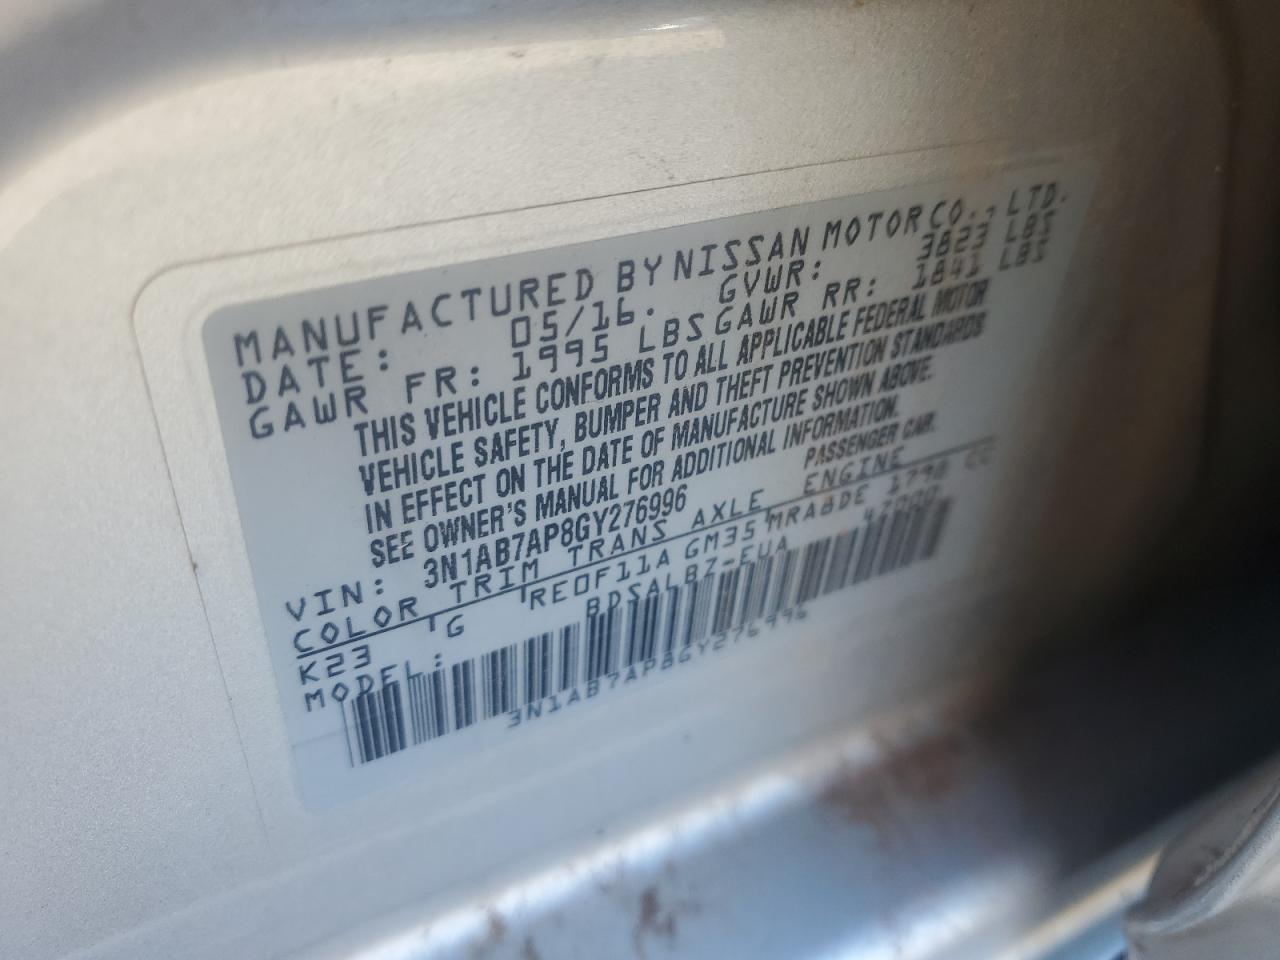 MANUFACTURED BY NISSAN MOTOR CO., LTD.
DATE: 05/16. GVWR: 3823 LBS
GAWR FR: 1995 LBS GAWR RR: 1841 LBS
THIS VEHICLE CONFORMS TO ALL APPLICABLE FEDERAL MOTOR
VEHICLE SAFETY, BUMPER AND THEFT PREVENTION STANDARDS
IN EFFECT ON THE DATE OF MANUFACTURE SHOWN ABOVE.
SEE OWNER'S MANUAL FOR ADDITIONAL INFORMATION.
VIN: 3N1AB7AP8GY276996 PASSENGER CAR.
COLOR TRIM TRANS AXLE ENGINE
K23 G RE0F11A GM35 MRA8DE 1798 CC
MODEL: BDSALBZ-EUA 47000
3N1AB7AP8GY276996